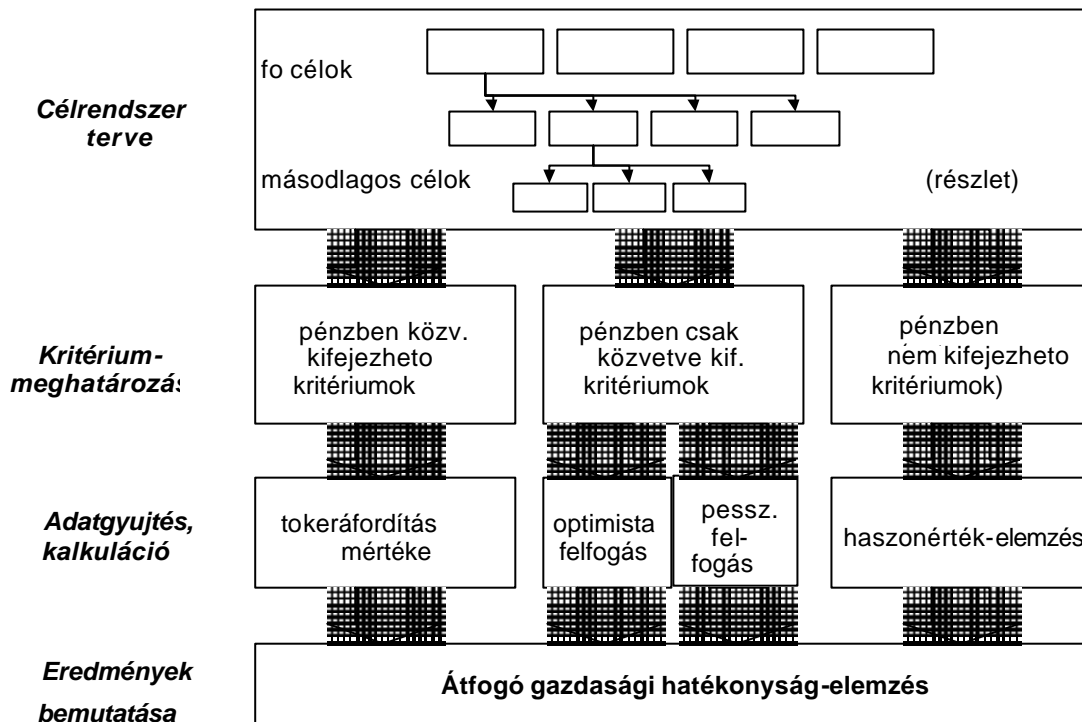 fo célok
Célrendszer
terve
másodlagos célok
(részlet)
Kritérium-
meghatározás
pénzben közv.
kifejezheto
kritériumok
pénzben csak
közvetve kif.
kritériumok
pénzben
nem kifejezheto
kritériumok)
Adatgyujtés,
kalkuláció
tokeráfordítás
mértéke
optimista
felfogás
pessz.
fel-
fogás
haszonérték-elemzés
Eredmények
bemutatása
Átfogó gazdasági hatékonyság-elemzés